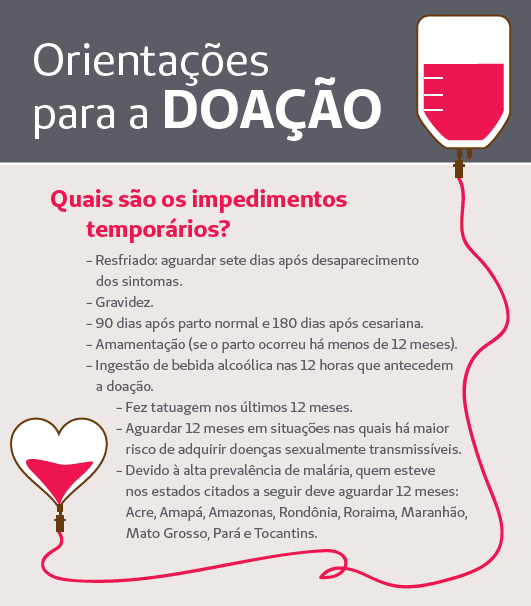 Orientações
para a DOAÇÃO
Quais são os impedimentos
temporários?
– Resfriado: aguardar sete dias após desaparecimento
dos sintomas.
– Gravidez.
– 90 dias após parto normal e 180 dias após cesariana.
– Amamentação (se o parto ocorreu há menos de 12 meses).
– Ingestão de bebida alcoólica nas 12 horas que antecedem
a doação.
– Fez tatuagem nos últimos 12 meses.
– Aguardar 12 meses em situações nas quais há maior
risco de adquirir doenças sexualmente transmissíveis.
– Devido à alta prevalência de malária, quem esteve
nos estados citados a seguir deve aguardar 12 meses:
Acre, Amapá, Amazonas, Rondônia, Roraima, Maranhão,
Mato Grosso, Pará e Tocantins.